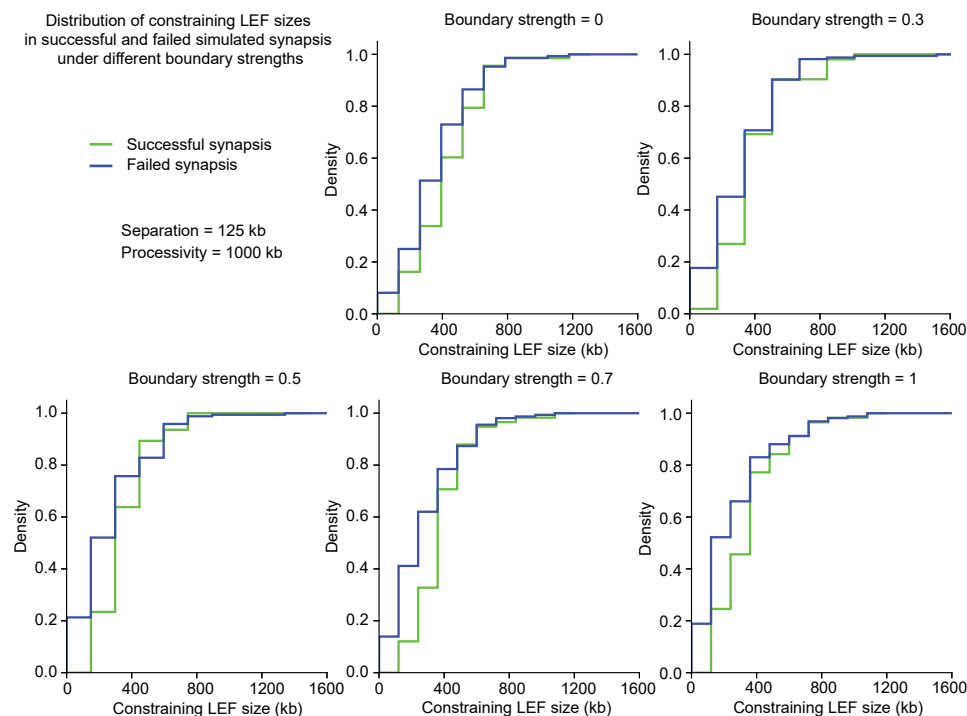 Distribution of constraining LEF sizes
in successful and failed simulated synapsis
under different boundary strengths
Successful synapsis
Failed synapsis
Separation = 125 kb
Processivity = 1000 kb
Boundary strength = 0
Density
1.0
0.8
0.6
0.4
0.2
0.0
0 400 800 1200 1600
Constraining LEF size (kb)
Boundary strength = 0.3
Density
1.0
0.8
0.6
0.4
0.2
0.0
0 400 800 1200 1600
Constraining LEF size (kb)
Boundary strength = 0.5
Density
1.0
0.8
0.6
0.4
0.2
0.0
0 400 800 1200 1600
Constraining LEF size (kb)
Boundary strength = 0.7
Density
1.0
0.8
0.6
0.4
0.2
0.0
0 400 800 1200 1600
Constraining LEF size (kb)
Boundary strength = 1
Density
1.0
0.8
0.6
0.4
0.2
0.0
0 400 800 1200 1600
Constraining LEF size (kb)